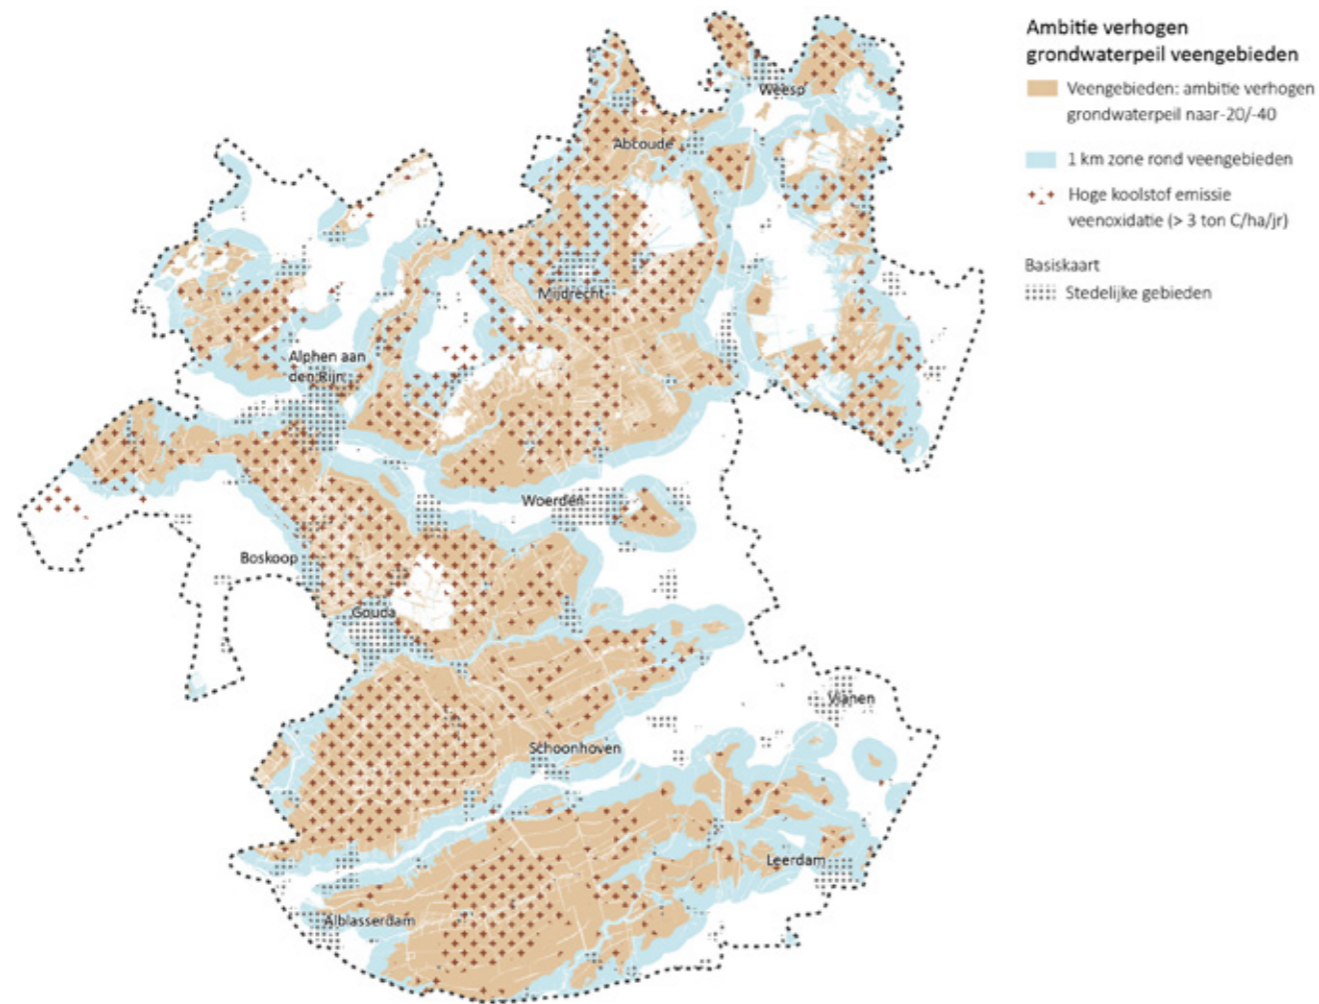 Ambitie verhogen
grondwaterpeil veengebieden
Veengebieden: ambitie verhogen
grondwaterpeil naar-20/-40
1 km zone rond veengebieden
Hoge koolstof emissie
veenoxidatie (> 3 ton C/ha/jr)
Basiskaart
Stedelijke gebieden
Weesp
Abcoude
Mijdrecht
Alphen aan
den Rijn
Woerden
Boskoop
Gouda
Vianen
Schoonhoven
Leerdam
Alblasserdam